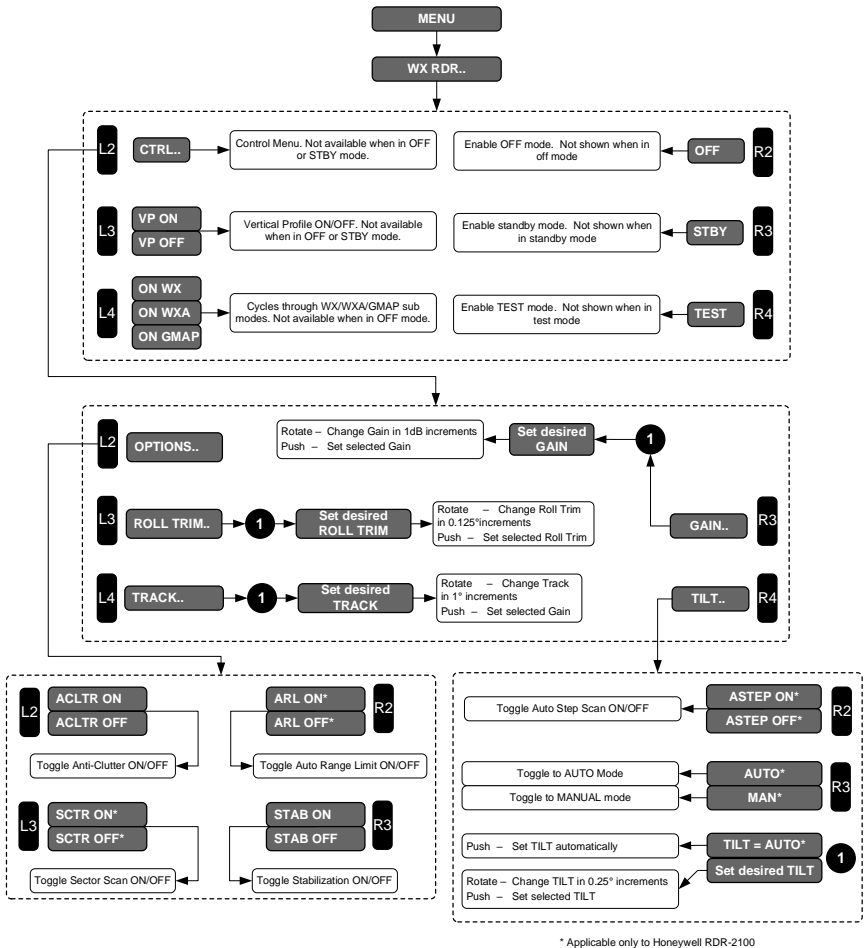 MENU
WX RDR..
L2
CTRL..
Control Menu. Not available when in OFF
or STBY mode.
Enable OFF mode.  Not shown when in
off mode
OFF
R2
L3
VP ON
VP OFF
Vertical Profile ON/OFF. Not available
when in OFF or STBY mode.
Enable standby mode.  Not shown when
in standby mode
STBY
R3
L4
ON WX
ON WXA
ON GMAP
Cycles through WX/WXA/GMAP sub
modes. Not available when in OFF mode.
Enable TEST mode.  Not shown when in
test mode
TEST
R4
L2
OPTIONS..
Rotate – Change Gain in 1dB increments
Push – Set selected Gain
Set desired
GAIN
1
L3
ROLL TRIM..
1
Set desired
ROLL TRIM
Rotate – Change Roll Trim
in 0.125°increments
Push – Set selected Roll Trim
GAIN..
R3
L4
TRACK..
1
Set desired
TRACK
Rotate – Change Track
in 1° increments
Push – Set selected Gain
TILT..
R4
L2
ACLTR ON
ACLTR OFF
Toggle Anti-Clutter ON/OFF
ARL ON*
ARL OFF*
R2
Toggle Auto Range Limit ON/OFF
L3
SCTR ON*
SCTR OFF*
Toggle Sector Scan ON/OFF
STAB ON
STAB OFF
R3
Toggle Stabilization ON/OFF
Toggle Auto Step Scan ON/OFF
ASTEP ON*
ASTEP OFF*
R2
Toggle to AUTO Mode
AUTO*
Toggle to MANUAL mode
MAN*
R3
Push – Set TILT automatically
TILT = AUTO*
1
Set desired TILT
Rotate – Change TILT in 0.25° increments
Push – Set selected TILT
* Applicable only to Honeywell RDR-2100